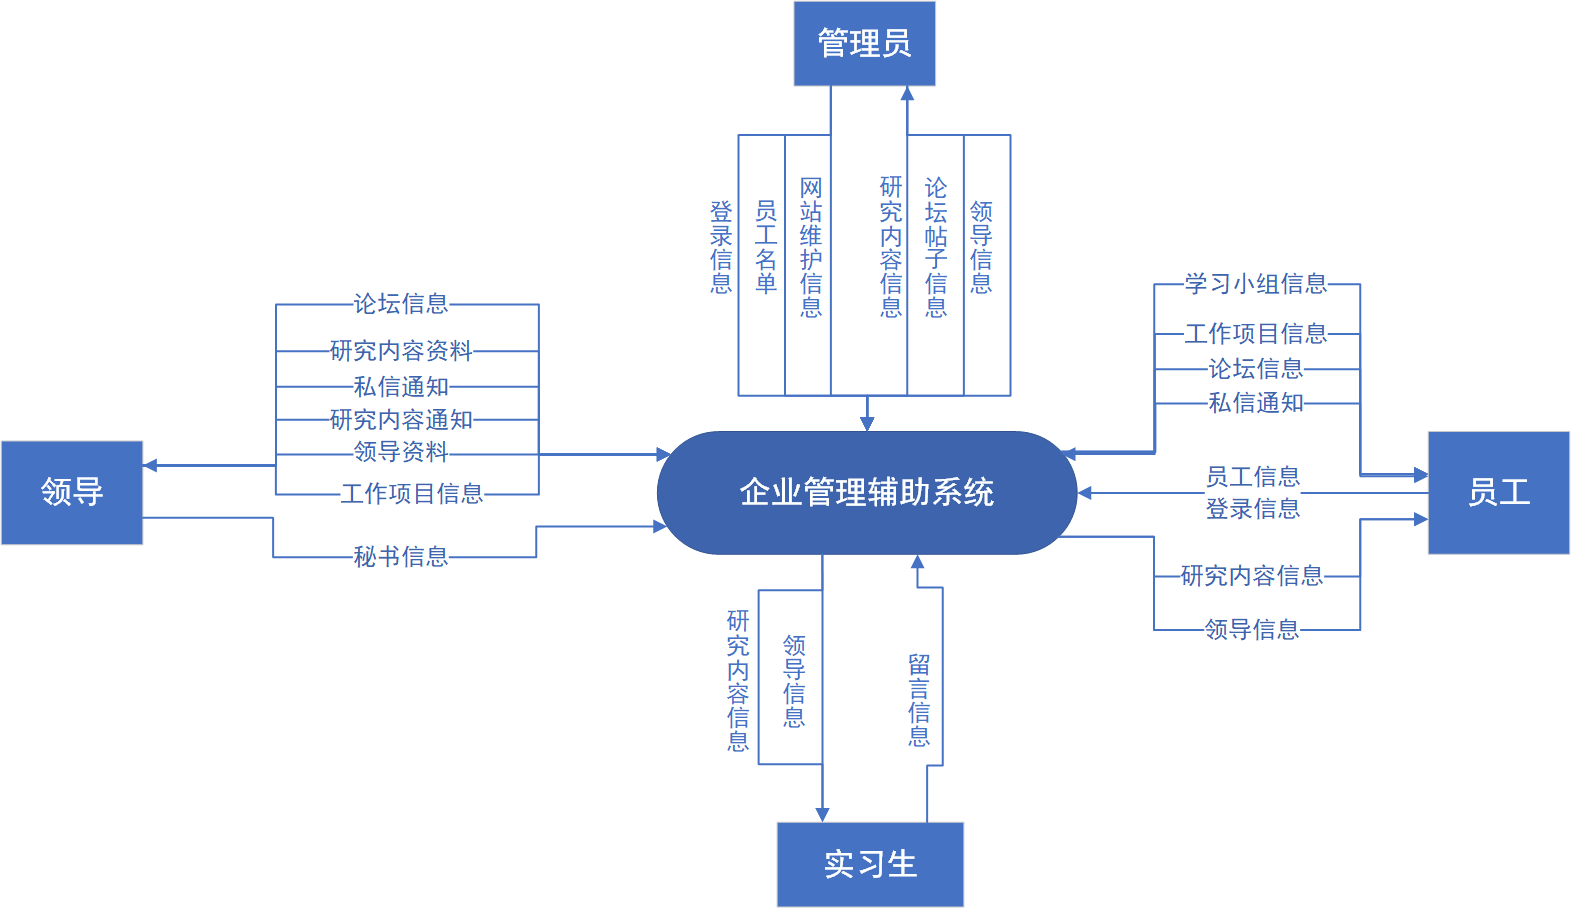 管理员
登录信息
员工名单
网站维护信息
研究内容信息
论坛帖子信息
领导信息
论坛信息
研究内容资料
私信通知
研究内容通知
领导资料
工作项目信息
秘书信息
领导
企业管理辅助系统
学习小组信息
工作项目信息
论坛信息
私信通知
员工信息
登录信息
研究内容信息
领导信息
员工
研究内容信息
领导信息
留言信息
实习生